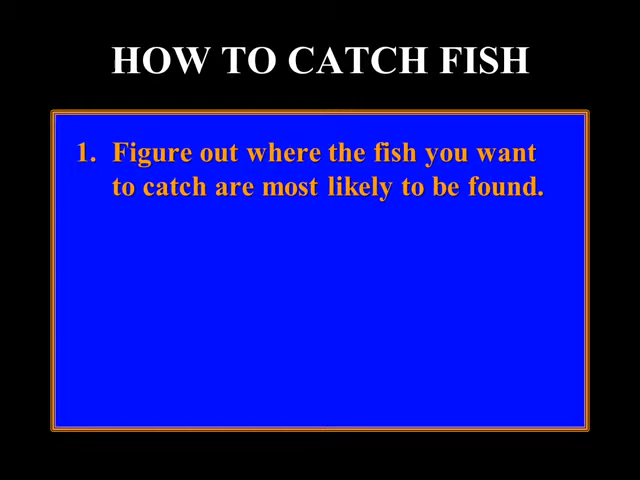 HOW TO CATCH FISH
1. Figure out where the fish you want
to catch are most likely to be found.